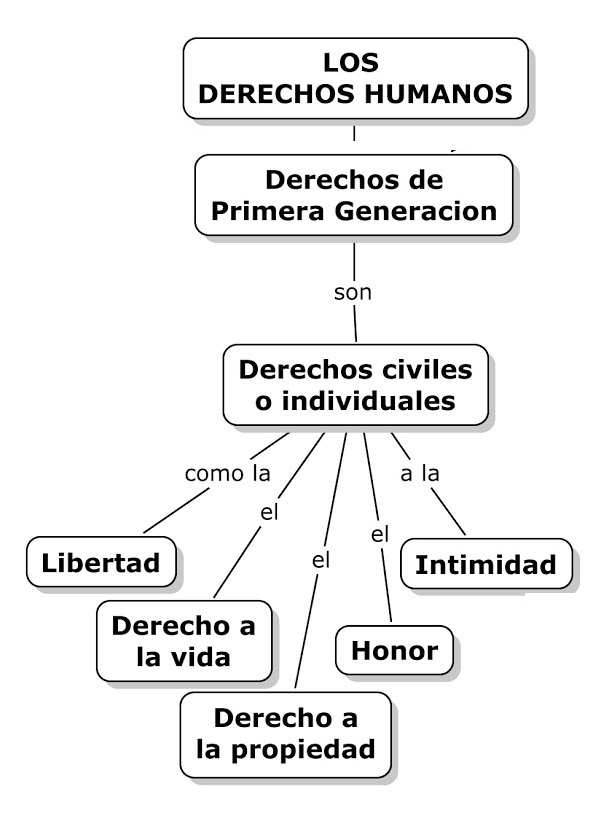 LOS
DERECHOS HUMANOS
Derechos de
Primera Generacion
son
Derechos civiles
o individuales
como la
a la
el
el
el
Libertad
Intimidad
Derecho a
la vida
Honor
Derecho a
la propiedad